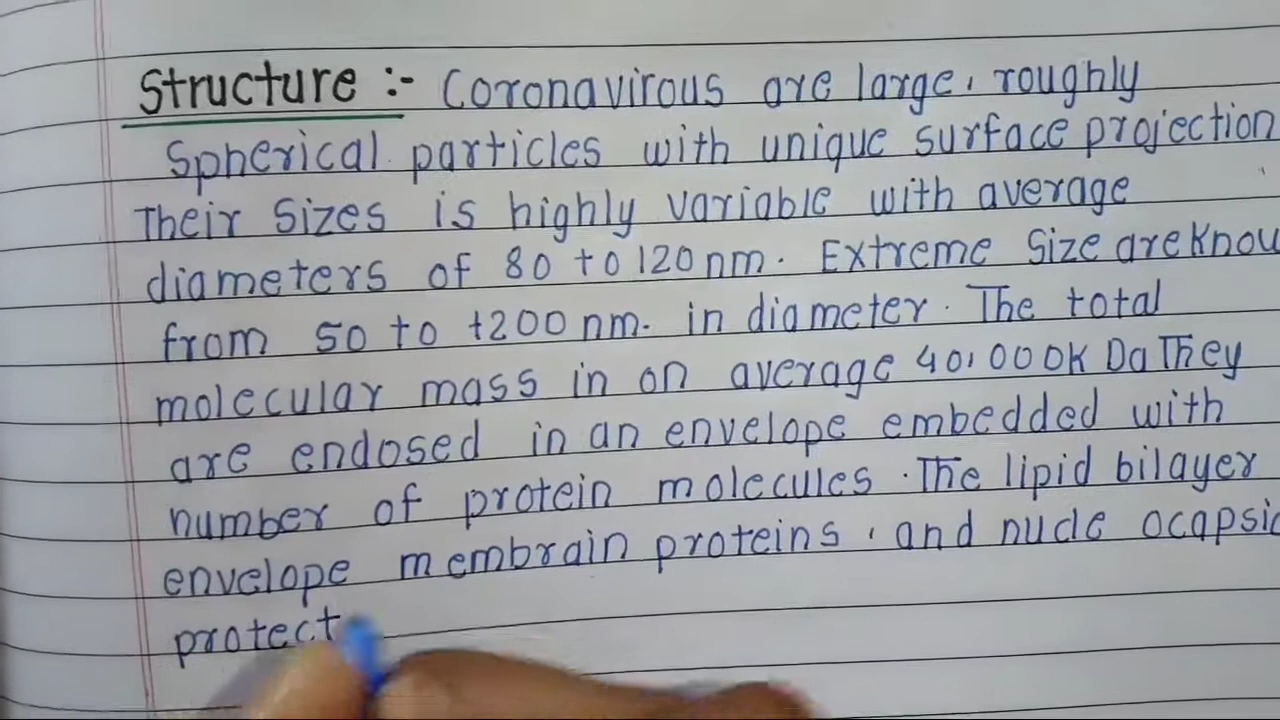 Structure :- Coronavirous are large, roughly
Spherical particles with unique surface projection
Their Sizes is highly variable with average
diameters of 80 to 120 nm. Extreme Size are Know
from 50 to +200 nm. in diameter. The total
molecular mass in on average 40,000K Da They
are endosed in an envelope embedded with
number of protein molecules. The lipid bilayer
envelope membrain proteins, and nucle ocapsid
protect